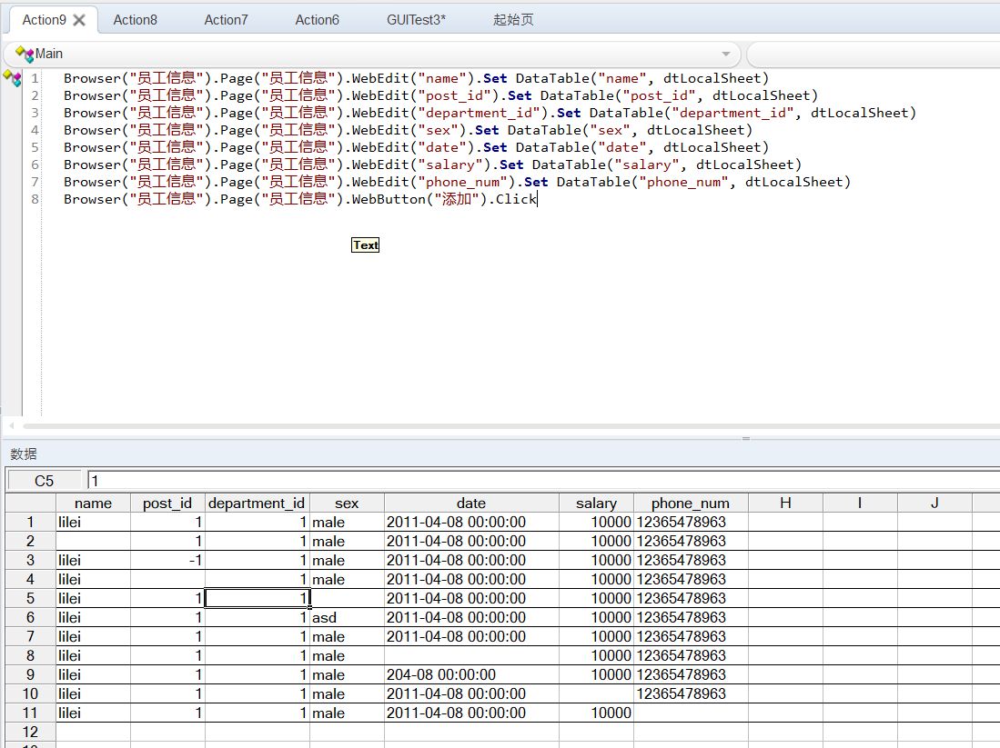 Action9 Action8 Action7 Action6 GUITest3* 起始页
Main
1 Browser("员工信息").Page("员工信息").WebEdit("name").Set DataTable("name", dtLocalSheet)
2 Browser("员工信息").Page("员工信息").WebEdit("post_id").Set DataTable("post_id", dtLocalSheet)
3 Browser("员工信息").Page("员工信息").WebEdit("department_id").Set DataTable("department_id", dtLocalSheet)
4 Browser("员工信息").Page("员工信息").WebEdit("sex").Set DataTable("sex", dtLocalSheet)
5 Browser("员工信息").Page("员工信息").WebEdit("date").Set DataTable("date", dtLocalSheet)
6 Browser("员工信息").Page("员工信息").WebEdit("salary").Set DataTable("salary", dtLocalSheet)
7 Browser("员工信息").Page("员工信息").WebEdit("phone_num").Set DataTable("phone_num", dtLocalSheet)
8 Browser("员工信息").Page("员工信息").WebButton("添加").Click
Text
数据
C5 1
name post_id department_id sex date salary phone_num H I J
1 lilei 1 1 male 2011-04-08 00:00:00 10000 12365478963
2 1 1 male 2011-04-08 00:00:00 10000 12365478963
3 lilei -1 1 male 2011-04-08 00:00:00 10000 12365478963
4 lilei 1 male 2011-04-08 00:00:00 10000 12365478963
5 lilei 1 1 2011-04-08 00:00:00 10000 12365478963
6 lilei 1 1 asd 2011-04-08 00:00:00 10000 12365478963
7 lilei 1 1 male 2011-04-08 00:00:00 10000 12365478963
8 lilei 1 1 male 10000 12365478963
9 lilei 1 1 male 204-08 00:00:00 10000 12365478963
10 lilei 1 1 male 2011-04-08 00:00:00 12365478963
11 lilei 1 1 male 2011-04-08 00:00:00 10000
12